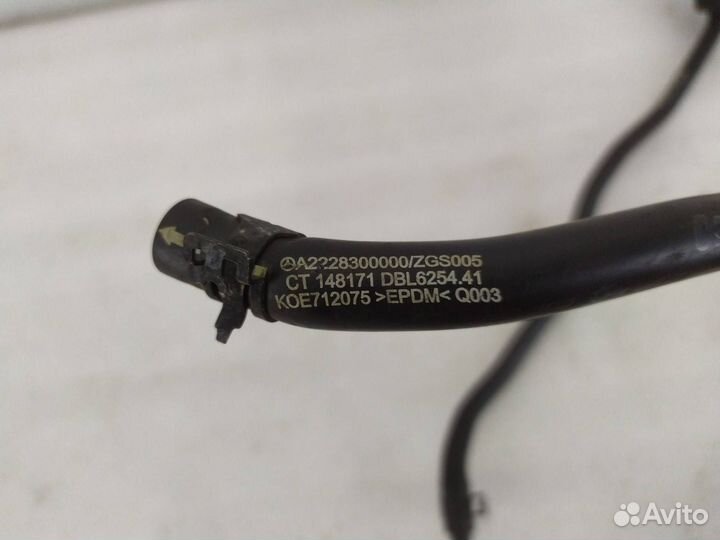 A2228300000/ZGS005
CT 148171 DBL6254.41
KOE712075 >EPDM< Q003
Avito